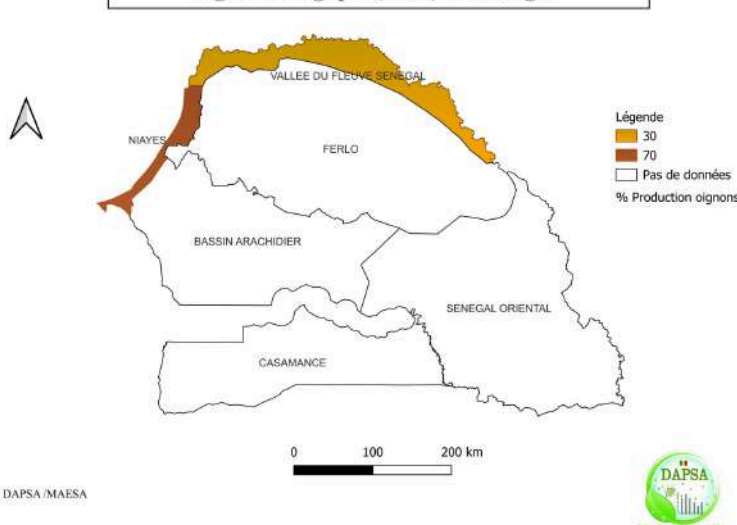 VALLEE DU FLEUVE SENEGAL
NIAYES
FERLO
Légende
30
70
Pas de données
% Production oignons
BASSIN ARACHIDIER
SENEGAL ORIENTAL
CASAMANCE
0 100 200 km
DAPSA /MAESA
DAPSA